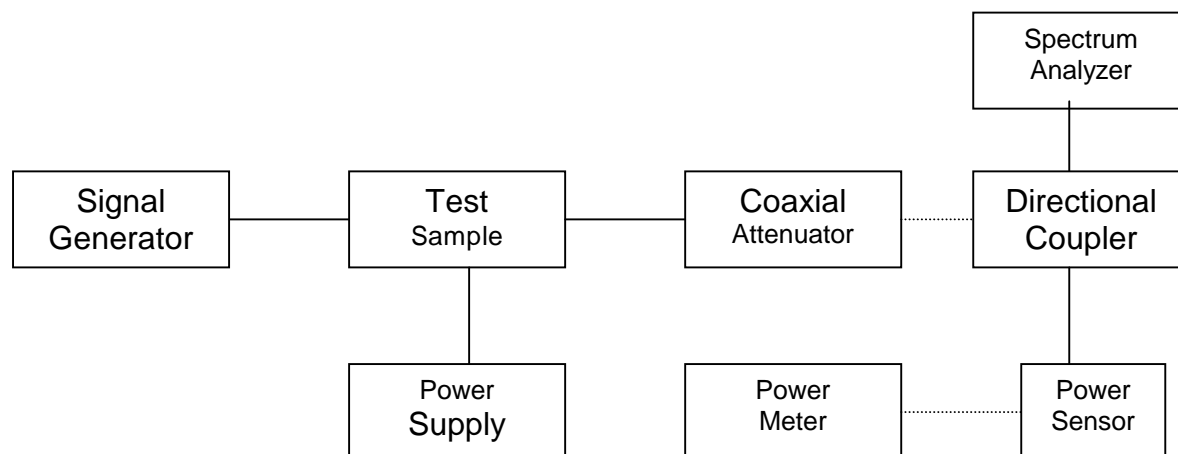 Spectrum
Analyzer
Signal
Generator
Test
Sample
Coaxial
Attenuator
Directional
Coupler
Power
Supply
Power
Meter
Power
Sensor